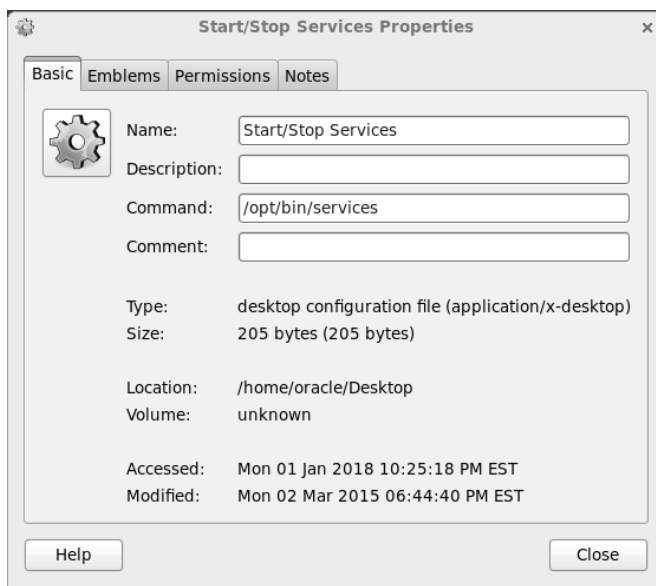 Start/Stop Services Properties
Basic Emblems Permissions Notes
Name: Start/Stop Services
Description:
Command: /opt/bin/services
Comment:
Type: desktop configuration file (application/x-desktop)
Size: 205 bytes (205 bytes)
Location: /home/oracle/Desktop
Volume: unknown
Accessed: Mon 01 Jan 2018 10:25:18 PM EST
Modified: Mon 02 Mar 2015 06:44:40 PM EST
Help Close